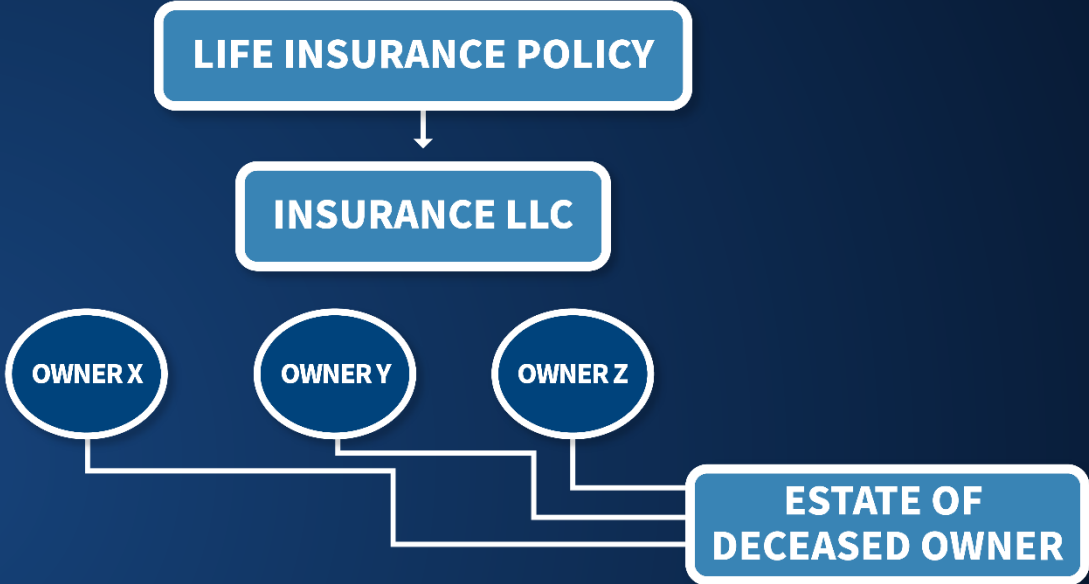 LIFE INSURANCE POLICY
INSURANCE LLC
OWNER X
OWNER Y
OWNER Z
ESTATE OF
DECEASED OWNER